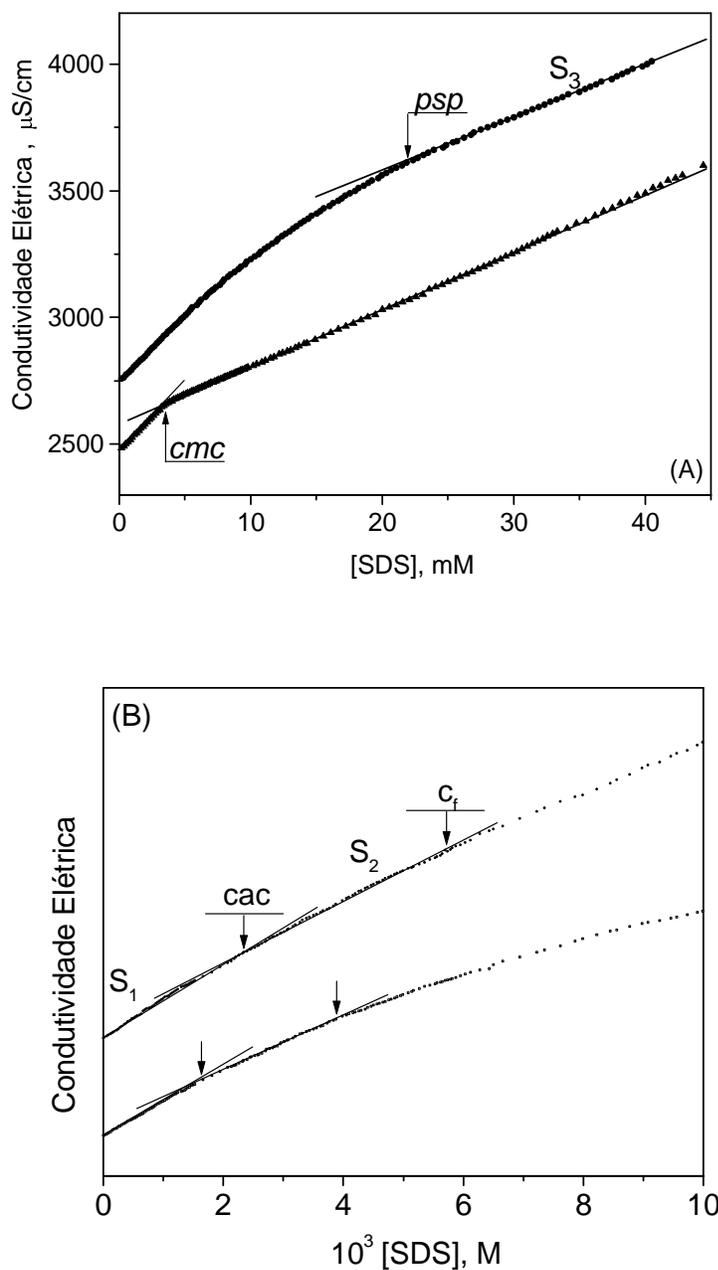 4000
3500
3000
2500
Condutividade Elétrica , µS/cm
S3
psp
cmc
(A)
0 10 20 30 40
[SDS], mM
(B)
cf
S2
cac
S1
Condutividade Elétrica
0 2 4 6 8 10
10³ [SDS], M